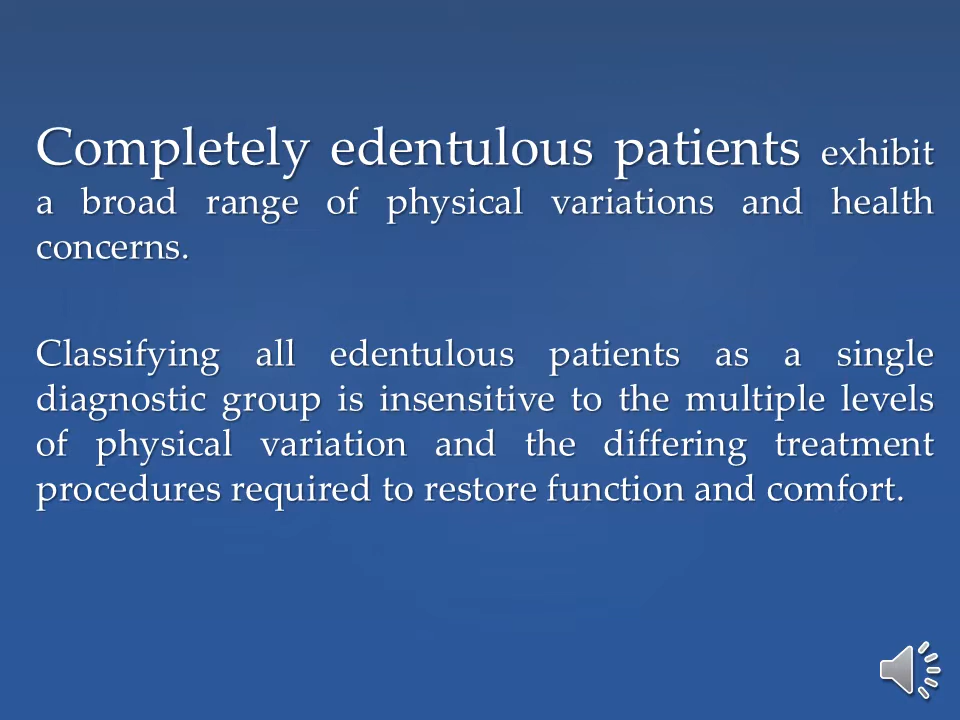 Completely edentulous patients exhibit
a broad range of physical variations and health
concerns.
Classifying all edentulous patients as a single
diagnostic group is insensitive to the multiple levels
of physical variation and the differing treatment
procedures required to restore function and comfort.